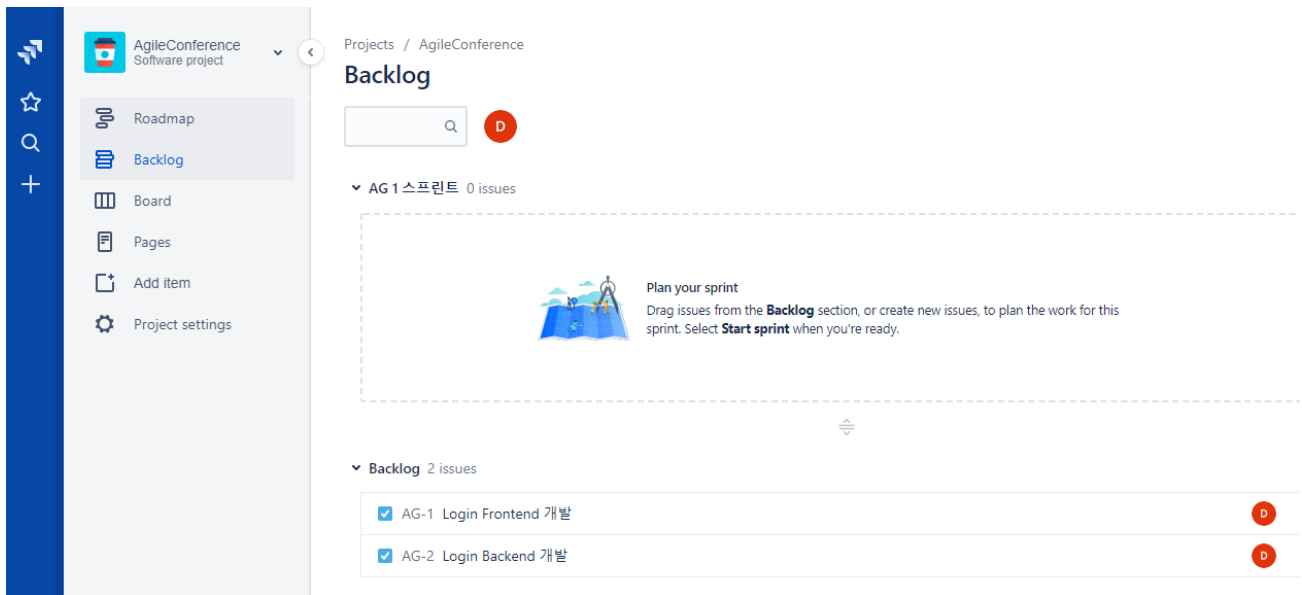 AgileConference
Software project
Roadmap
Backlog
Board
Pages
Add item
Project settings
Projects / AgileConference
Backlog
D
AG 1 스프린트 0 issues
Plan your sprint
Drag issues from the Backlog section, or create new issues, to plan the work for this
sprint. Select Start sprint when you're ready.
Backlog 2 issues
AG-1 Login Frontend 개발 D
AG-2 Login Backend 개발 D